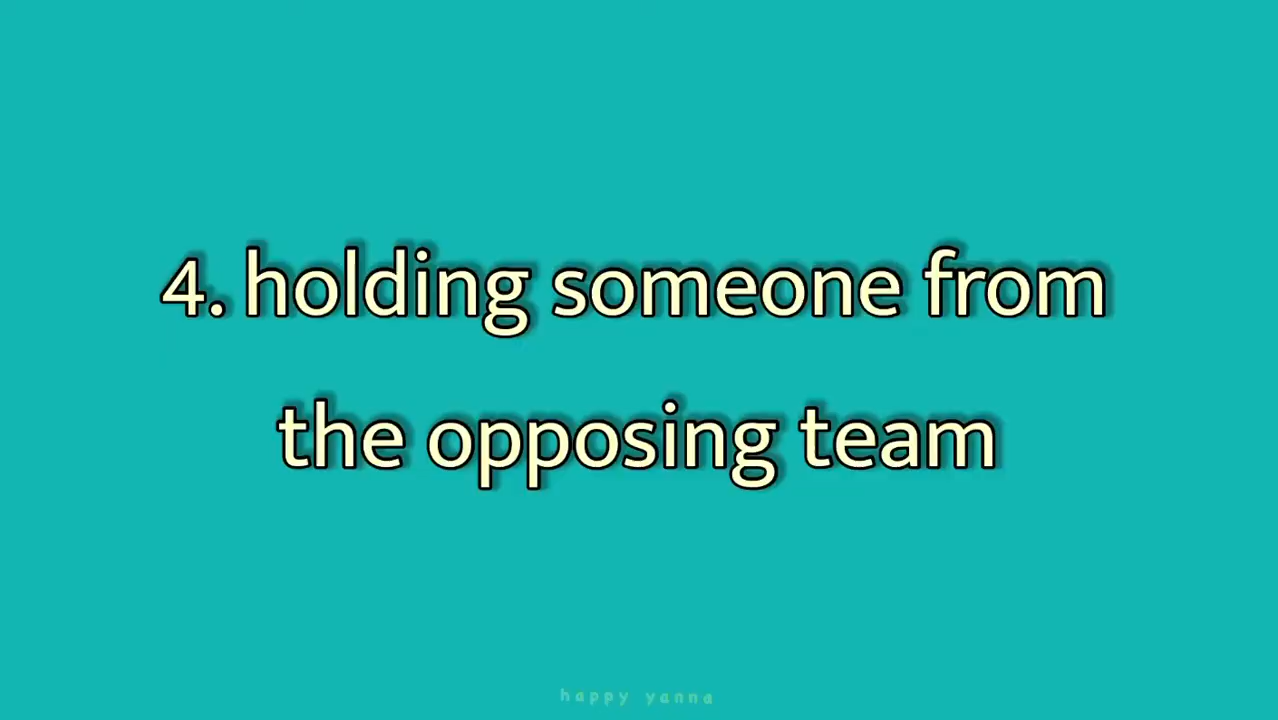 4. holding someone from
the opposing team
happy yanna